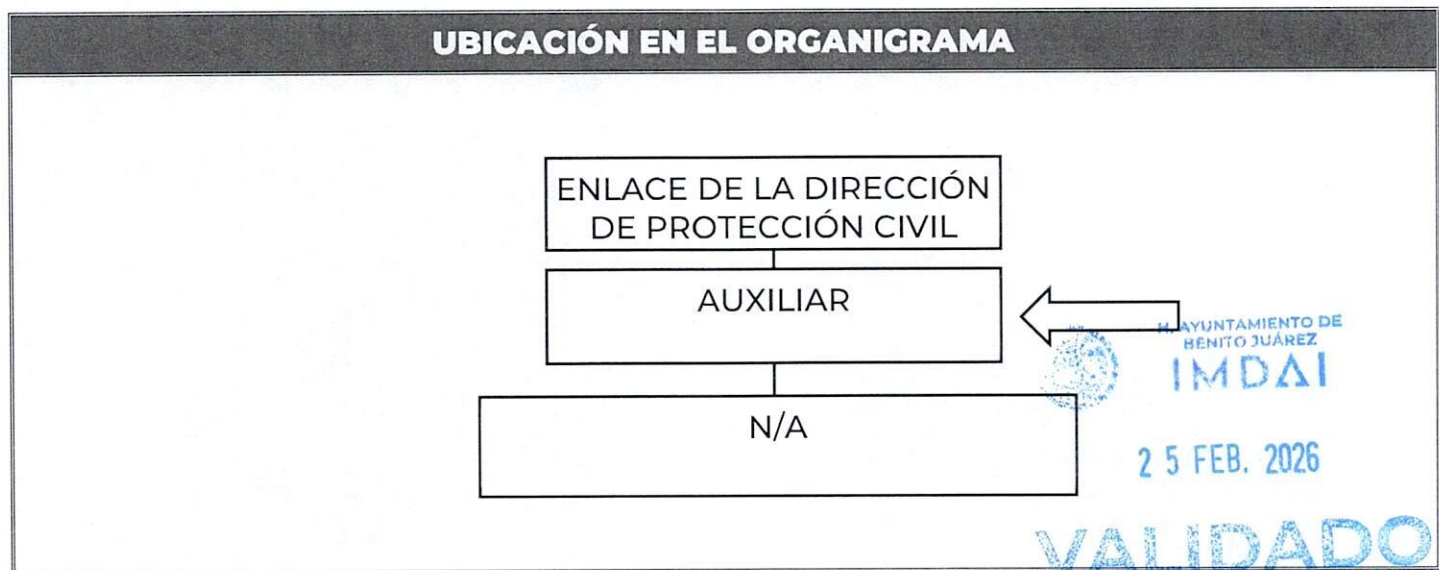 UBICACIÓN EN EL ORGANIGRAMA
ENLACE DE LA DIRECCIÓN
DE PROTECCIÓN CIVIL
AUXILIAR
N/A
H. AYUNTAMIENTO DE
BENITO JUÁREZ
IMDAI
25 FEB. 2026
VALIDADO